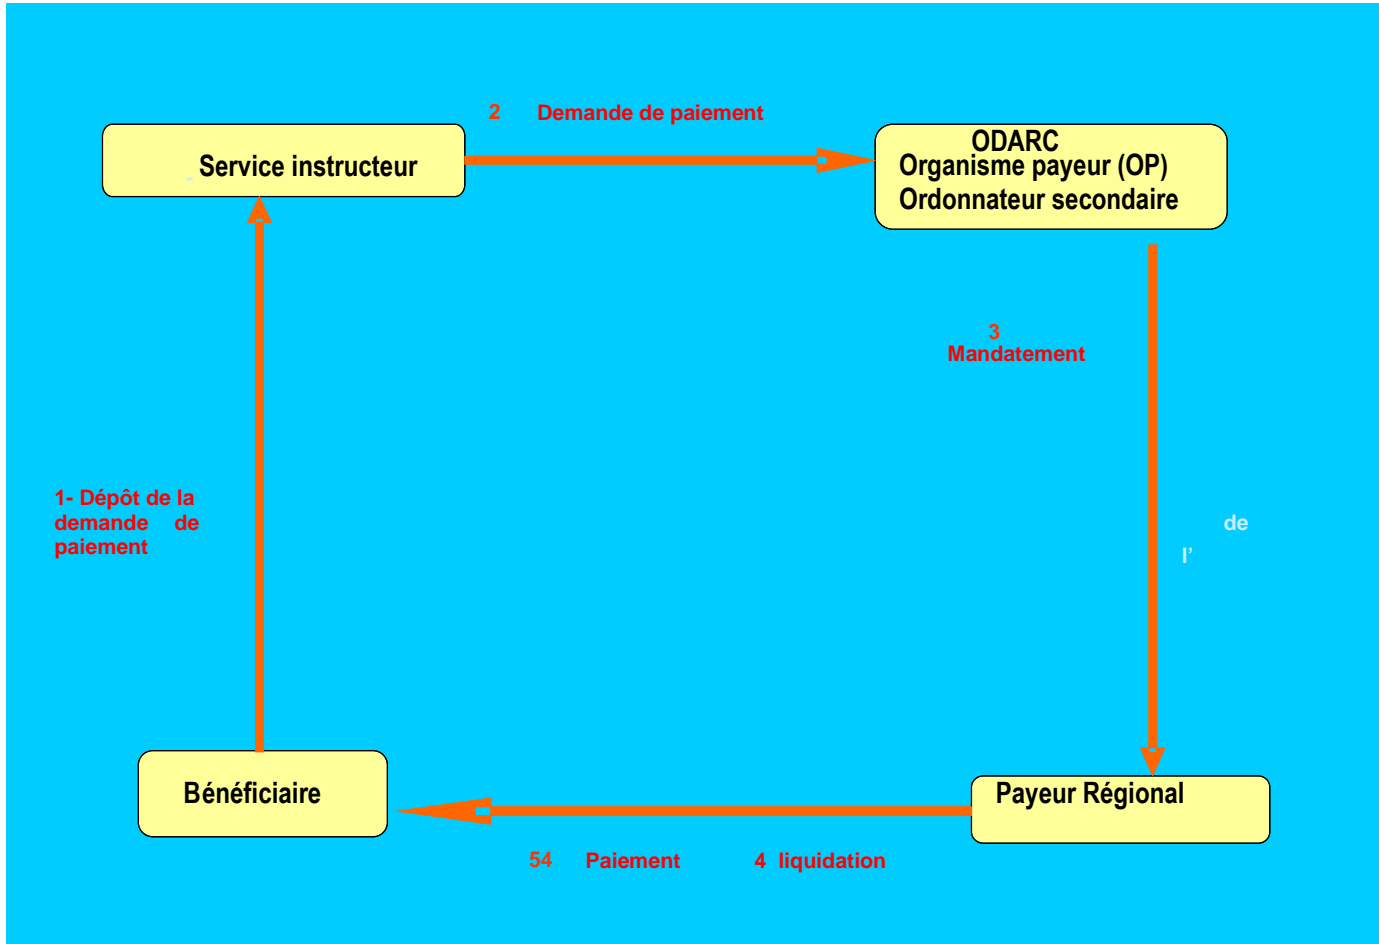 2 Demande de paiement
ODARC
- Service instructeur
Organisme payeur (OP)
Ordonnateur secondaire
3
Mandatement
1- Dépôt de la
demande de
paiement
de
l’
Bénéficiaire
Payeur Régional
54 Paiement 4 liquidation